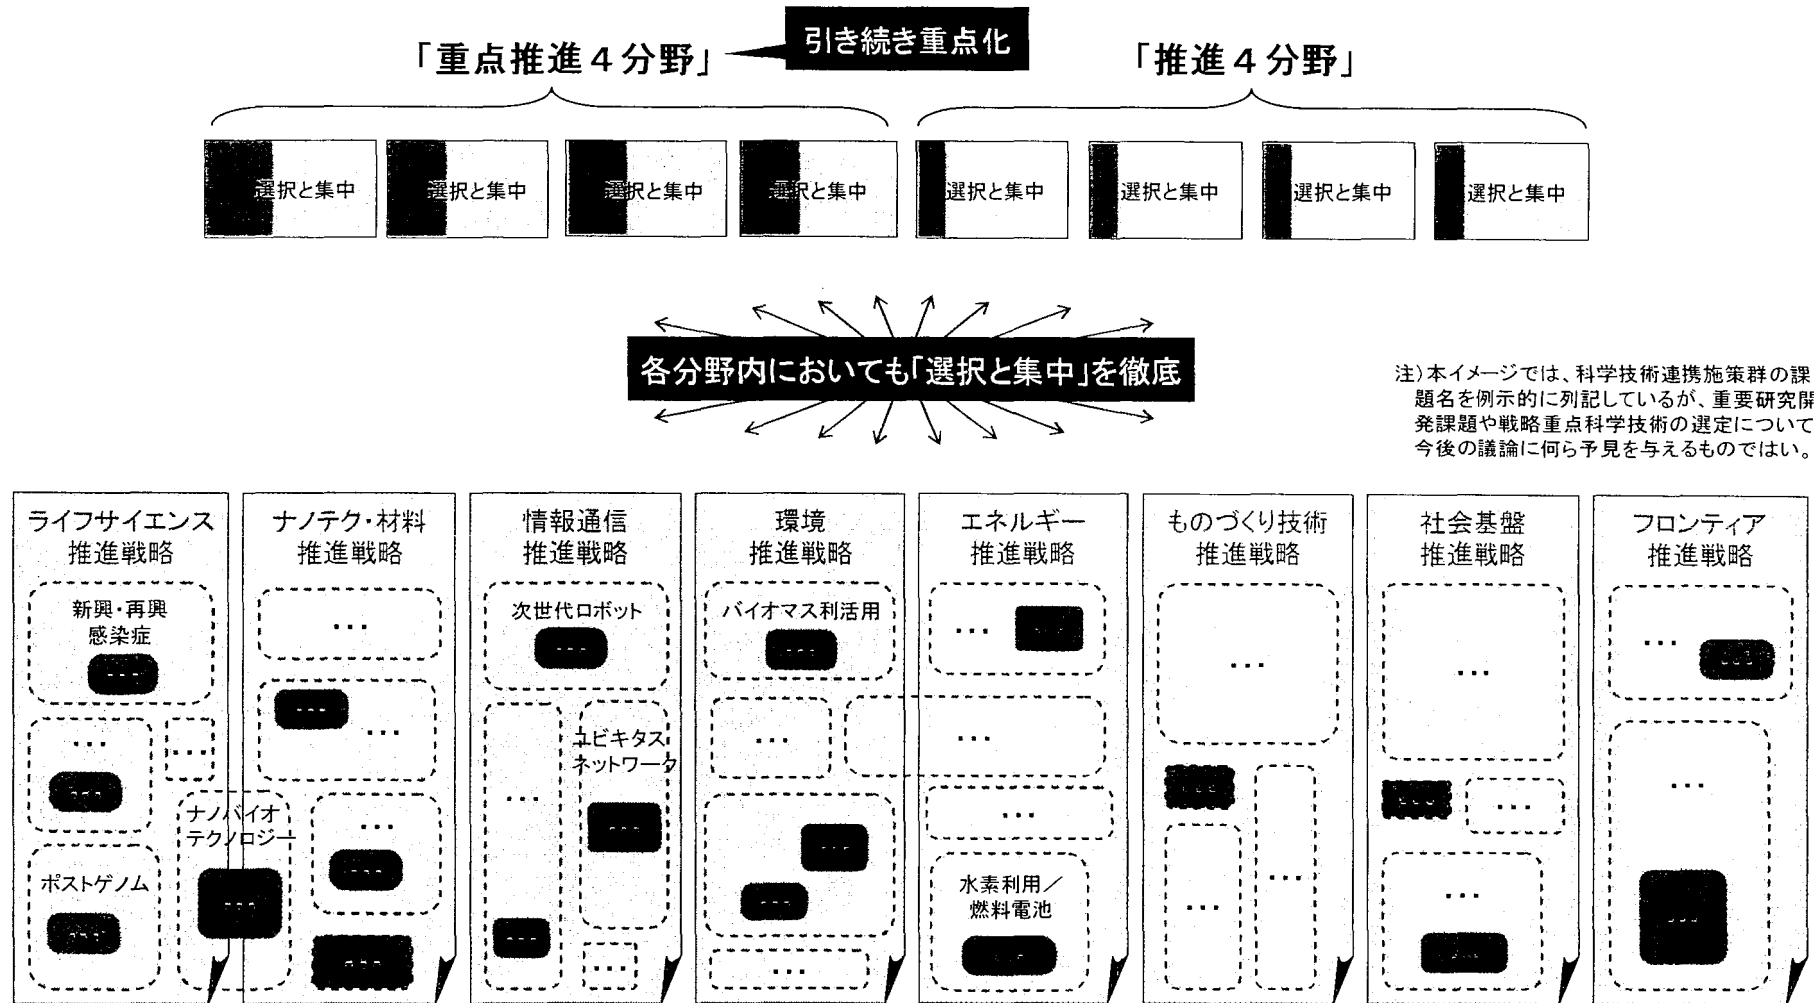 引き続き重点化
「重点推進４分野」
「推進４分野」
選択と集中
選択と集中
選択と集中
選択と集中
選択と集中
選択と集中
選択と集中
選択と集中
各分野内においても「選択と集中」を徹底
注)本イメージでは、科学技術連携施策群の課
題名を例示的に列記しているが、重要研究開
発課題や戦略重点科学技術の選定について
今後の議論に何ら予見を与えるものではい。
ライフサイエンス
推進戦略
新興・再興
感染症
...
...
...
...
ナノバイオ
テクノロジー
...
ポストゲノム
...
ナノテク・材料
推進戦略
...
...
...
...
...
...
情報通信
推進戦略
次世代ロボット
...
ユビキタス
ネットワーク
...
...
...
...
環境
推進戦略
バイオマス利活用
...
...
...
...
...
...
エネルギー
推進戦略
...
...
...
水素利用／
燃料電池
...
ものづくり技術
推進戦略
...
...
...
...
社会基盤
推進戦略
...
...
...
...
...
フロンティア
推進戦略
...
...
...
...